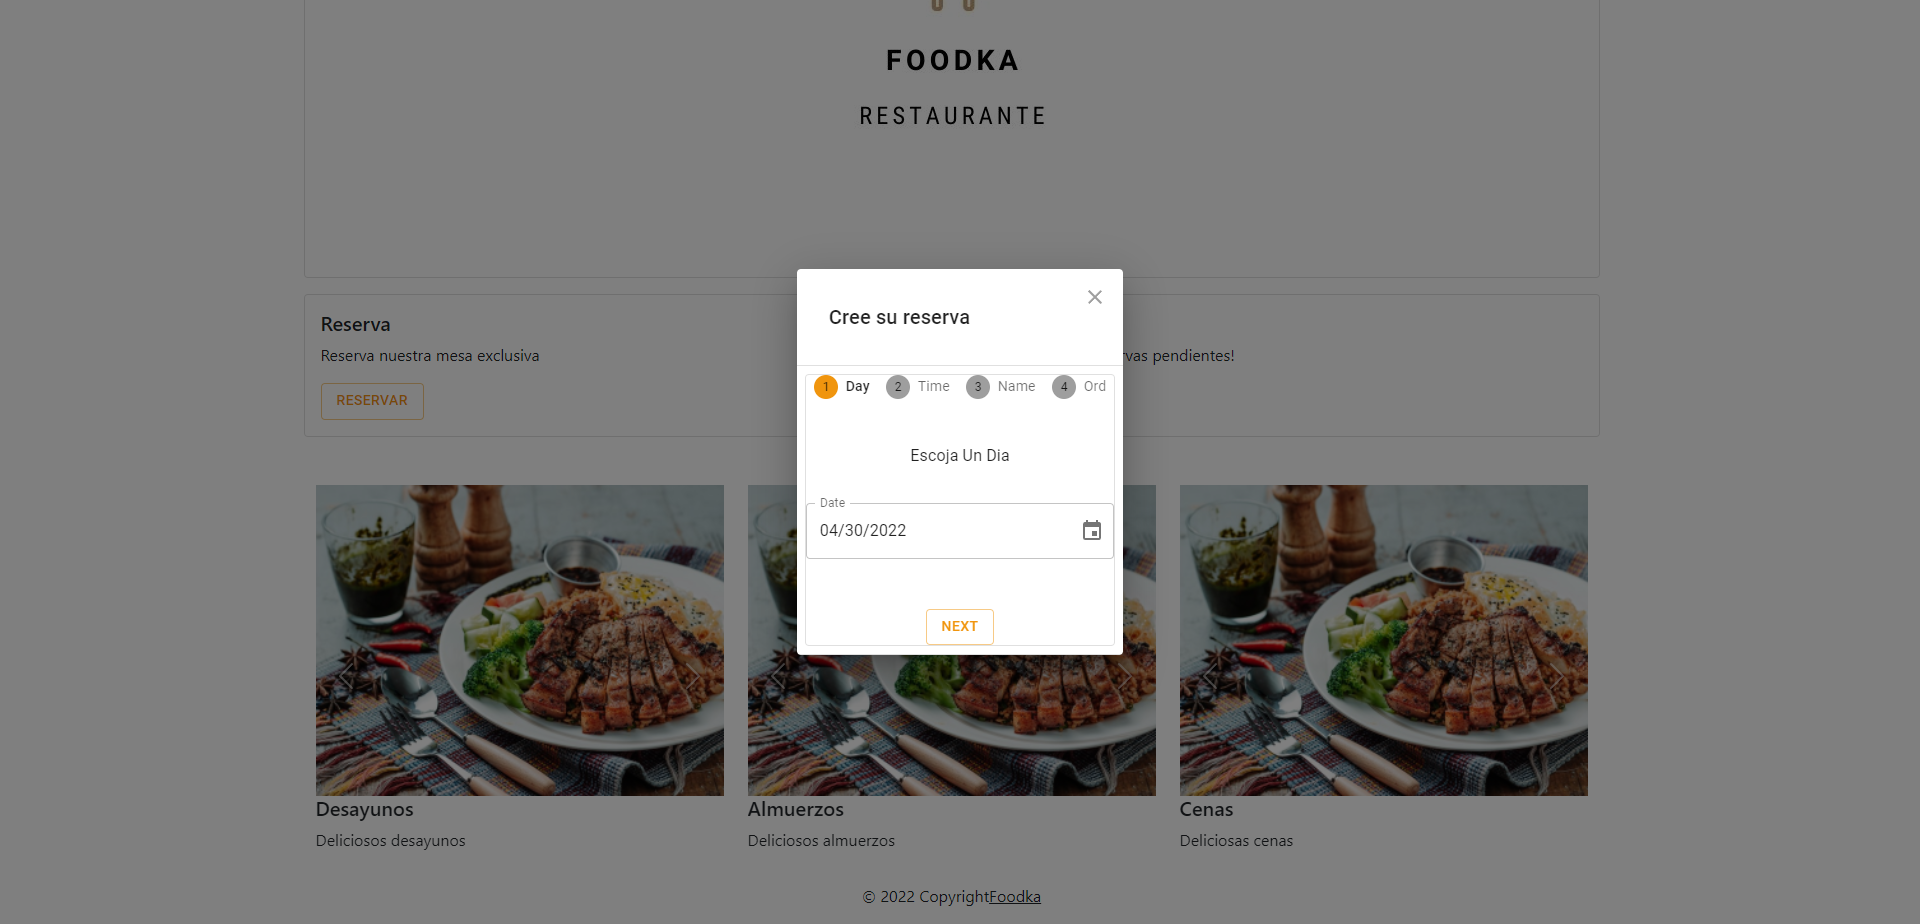 FOODKA
RESTAURANTE
Reserva
Reserva nuestra mesa exclusiva
RESERVAR
pendientes!
Cree su reserva
1 Day 2 Time 3 Name 4 Ord
Escoja Un Dia
Date
04/30/2022
NEXT
Desayunos
Deliciosos desayunos
Almuerzos
Deliciosos almuerzos
Cenas
Deliciosas cenas
© 2022 CopyrightFoodka